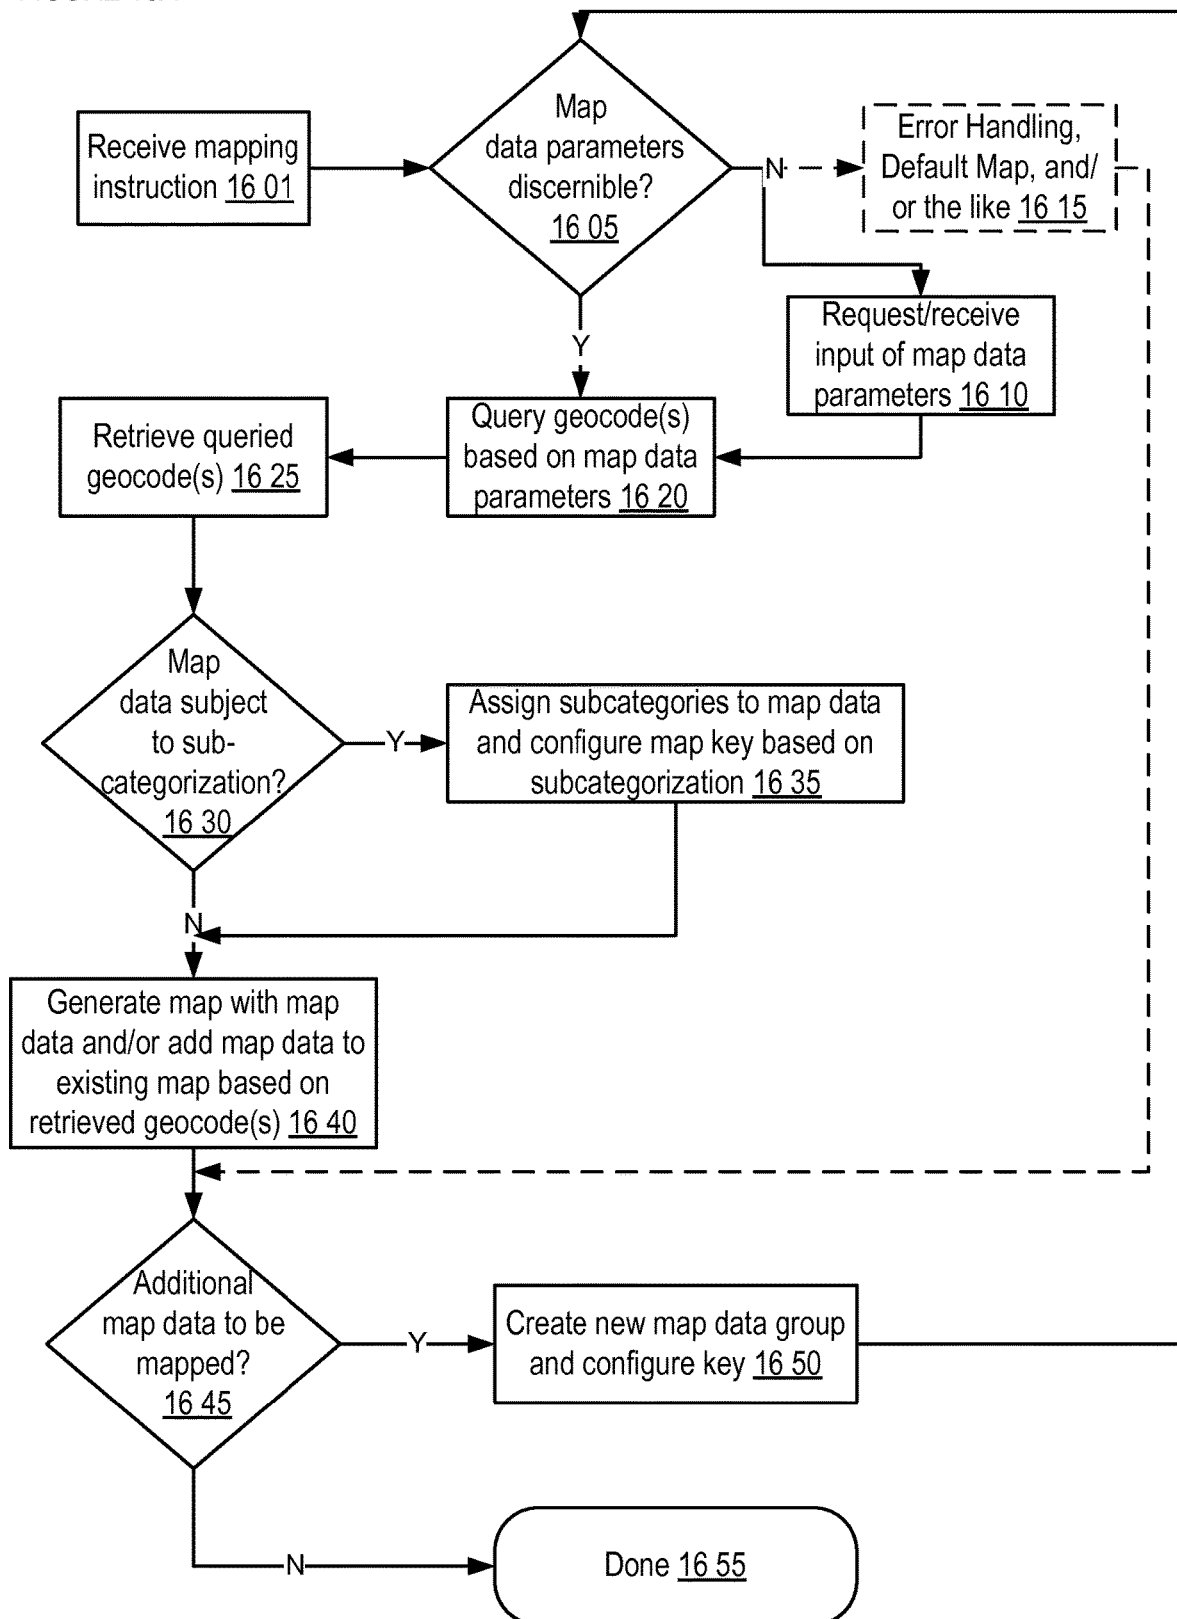 Map
data parameters
discernible?
16 05
Receive mapping
instruction 16 01
N
Error Handling,
Default Map, and/
or the like 16 15
Request/receive
input of map data
parameters 16 10
Y
Query geocode(s)
based on map data
parameters 16 20
Retrieve queried
geocode(s) 16 25
Map
data subject
to sub-
categorization?
16 30
Y
Assign subcategories to map data
and configure map key based on
subcategorization 16 35
N
Generate map with map
data and/or add map data to
existing map based on
retrieved geocode(s) 16 40
Additional
map data to be
mapped?
16 45
Y
Create new map data group
and configure key 16 50
N
Done 16 55